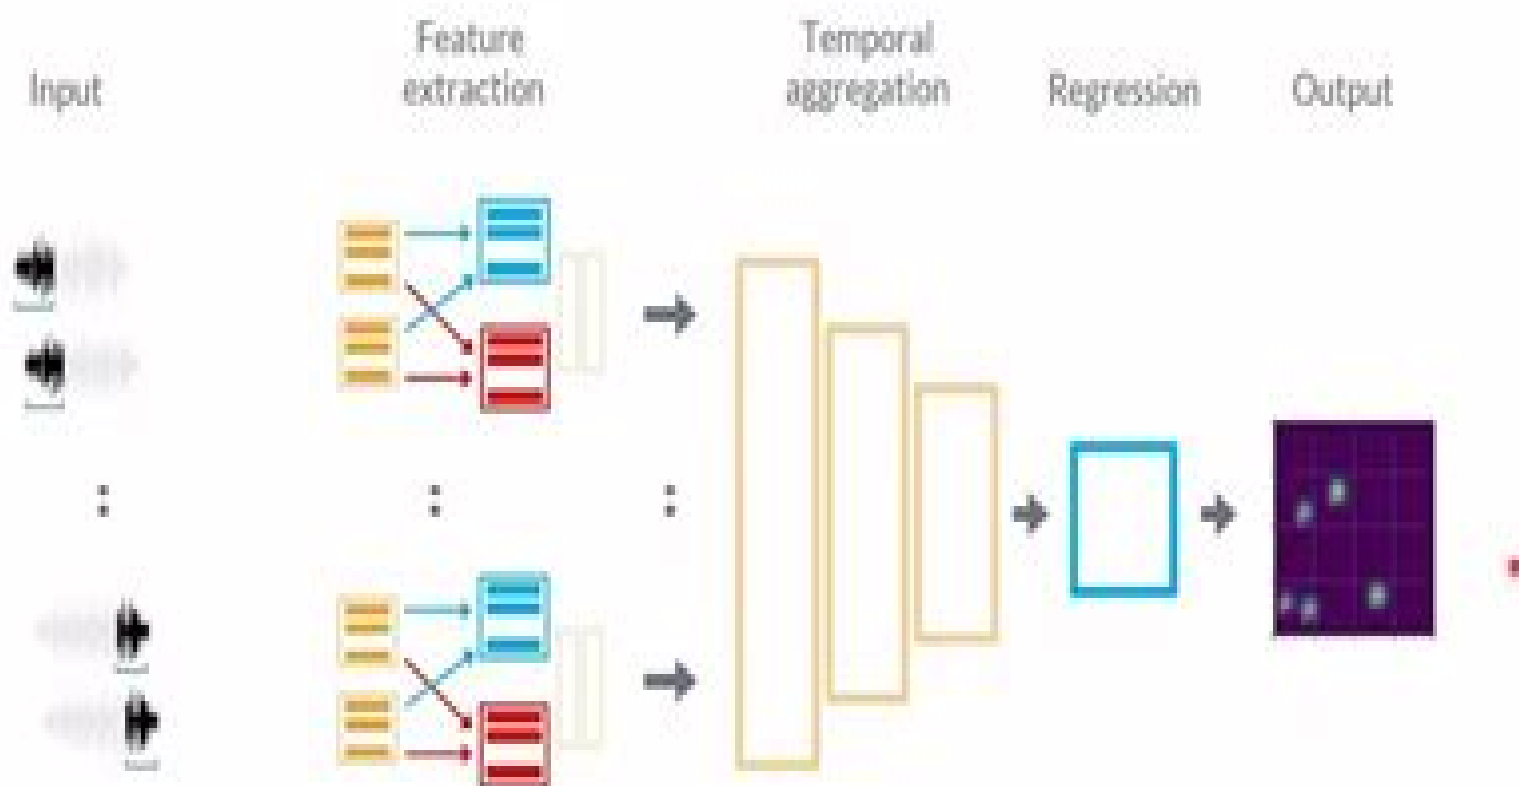 Input
Feature
extraction
Temporal
aggregation
Regression
Output